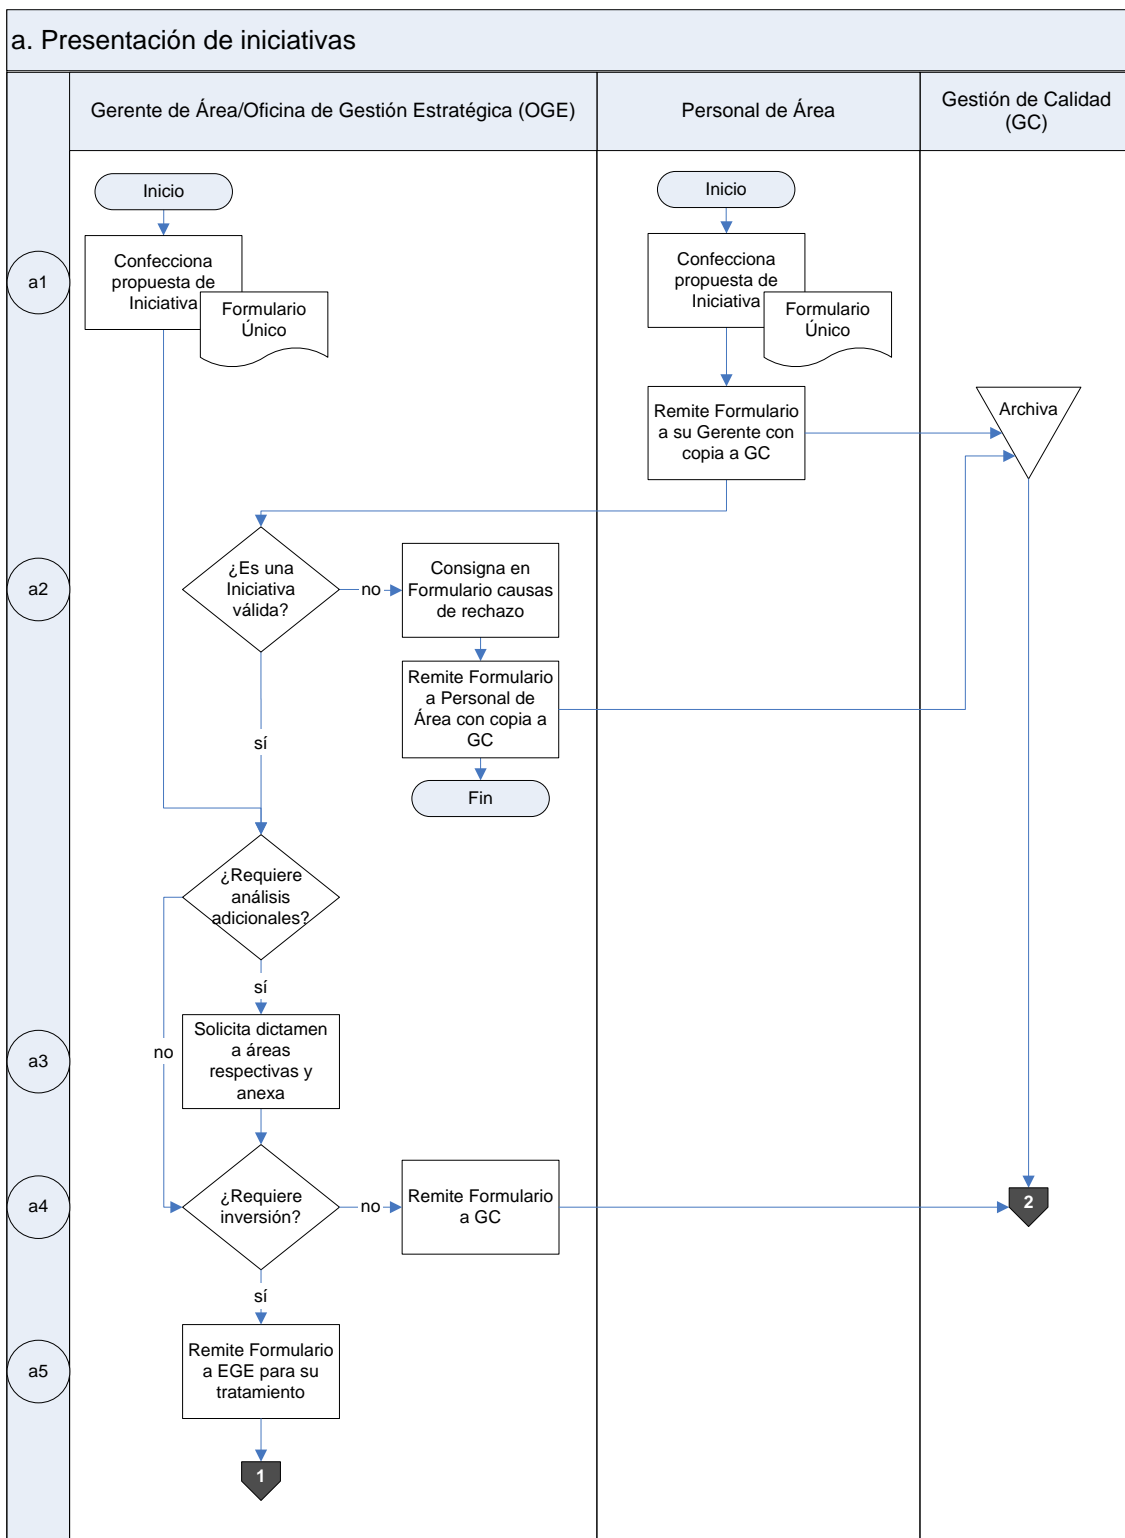 a. Presentación de iniciativas
Gerente de Área/Oficina de Gestión Estratégica (OGE)
Personal de Área
Gestión de Calidad
(GC)
Inicio
Inicio
a1
Confecciona
propuesta de
Iniciativa
Formulario
Único
Confecciona
propuesta de
Iniciativa
Formulario
Único
Remite Formulario
a su Gerente con
copia a GC
Archiva
a2
¿Es una
Iniciativa
válida?
no
Consigna en
Formulario causas
de rechazo
Remite Formulario
a Personal de
Área con copia a
GC
sí
Fin
¿Requiere
análisis
adicionales?
sí
no
a3
Solicita dictamen
a áreas
respectivas y
anexa
a4
¿Requiere
inversión?
no
Remite Formulario
a GC
2
sí
a5
Remite Formulario
a EGE para su
tratamiento
1